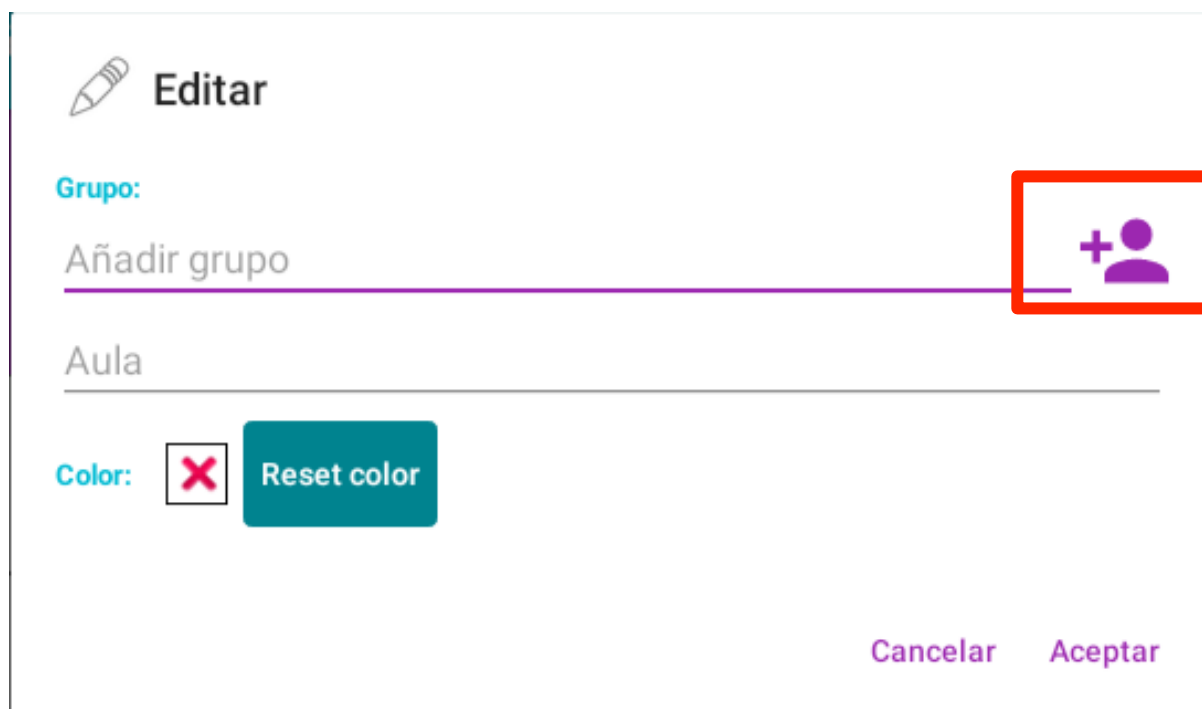 Editar
Grupo:
Añadir grupo
Aula
Color:
Reset color
Cancelar
Aceptar